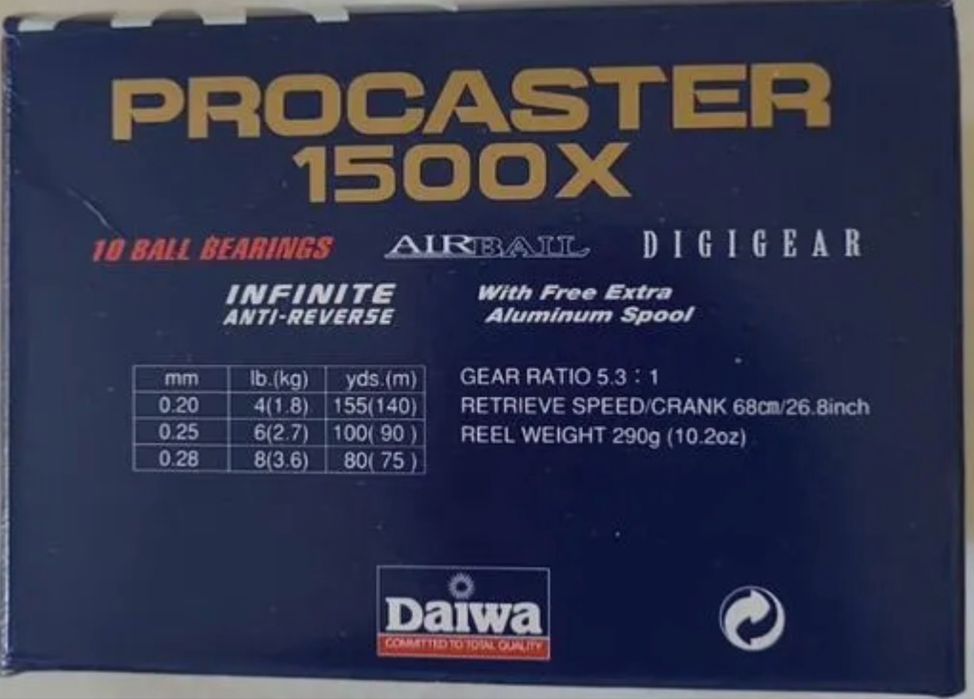 PROCASTER
1500X
10 BALL BEARINGS AIRBAIL DIGIGEAR
INFINITE
ANTI-REVERSE
With Free Extra
Aluminum Spool
mm lb.(kg) yds.(m)
0.20 4(1.8) 155(140)
0.25 6(2.7) 100( 90 )
0.28 8(3.6) 80( 75 )
GEAR RATIO 5.3 : 1
RETRIEVE SPEED/CRANK 68cm/26.8inch
REEL WEIGHT 290g (10.2oz)
Daiwa
COMMITTED TO TOTAL QUALITY